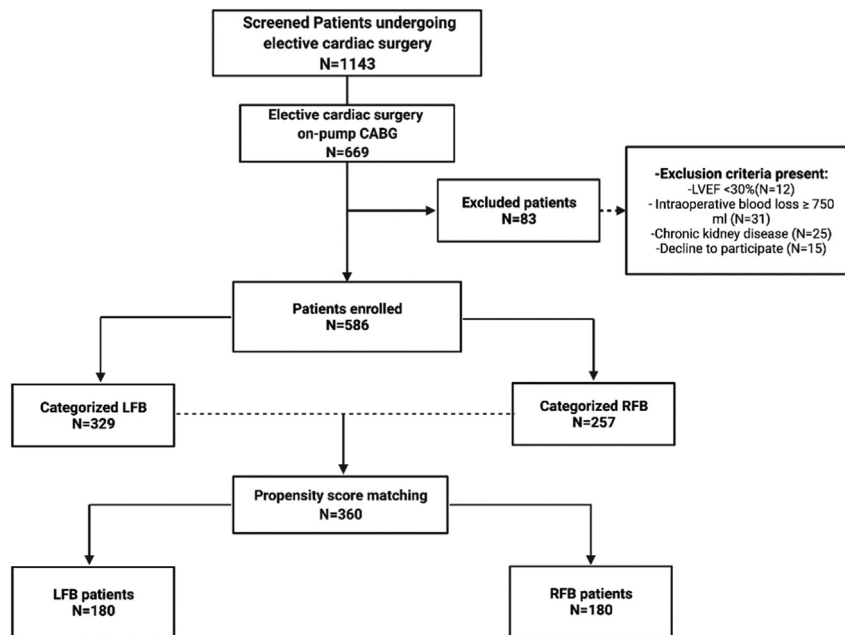 Screened Patients undergoing
elective cardiac surgery
N=1143
Elective cardiac surgery
on-pump CABG
N=669
Excluded patients
N=83
-Exclusion criteria present:
-LVEF <30%(N=12)
- Intraoperative blood loss ≥ 750
ml (N=31)
-Chronic kidney disease (N=25)
-Decline to participate (N=15)
Patients enrolled
N=586
Categorized LFB
N=329
Categorized RFB
N=257
Propensity score matching
N=360
LFB patients
N=180
RFB patients
N=180